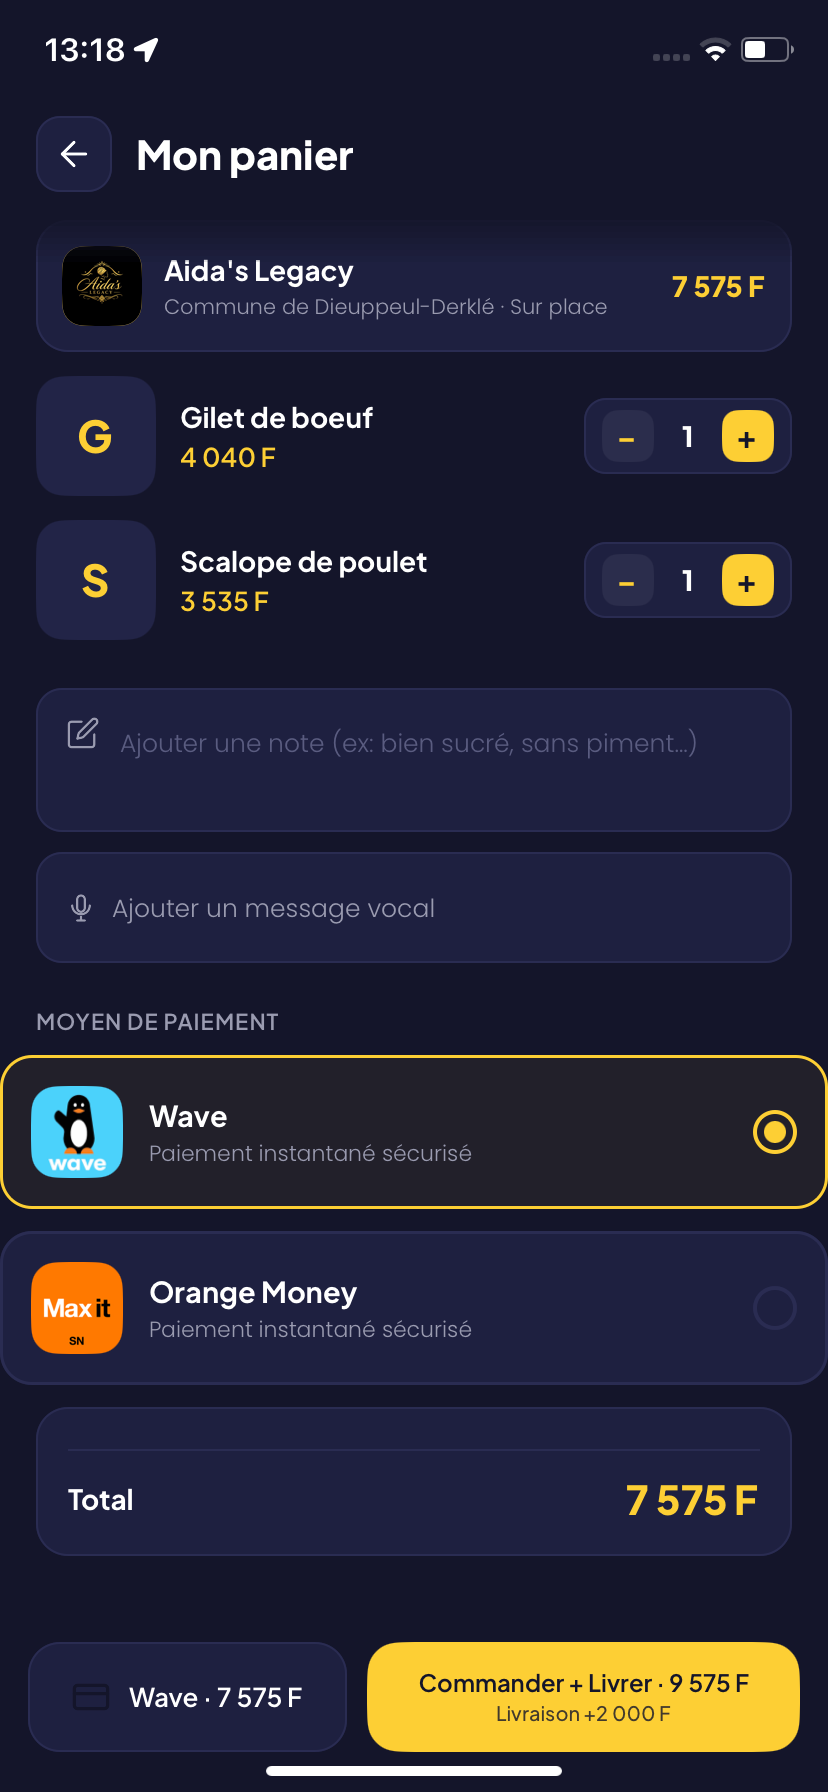 13:18
Mon panier
Aida's
LEGACY
Aida's Legacy
Commune de Dieuppeul-Derklé · Sur place
7 575 F
G
Gilet de boeuf
4 040 F
– 1 +
S
Scalope de poulet
3 535 F
– 1 +
Ajouter une note (ex: bien sucré, sans piment...)
Ajouter un message vocal
MOYEN DE PAIEMENT
wave
Wave
Paiement instantané sécurisé
Max it
SN
Orange Money
Paiement instantané sécurisé
Total
7 575 F
Wave · 7 575 F
Commander + Livrer · 9 575 F
Livraison +2 000 F